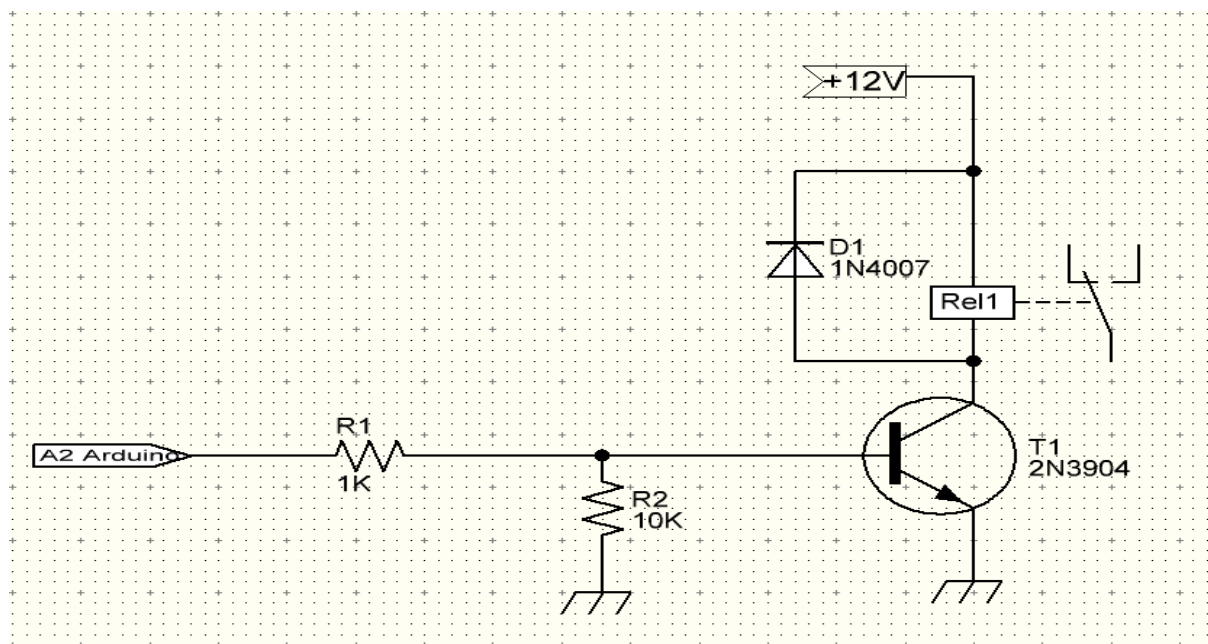 +12V
D1
1N4007
Rel1
R1
1K
A2 Arduino
R2
10K
T1
2N3904